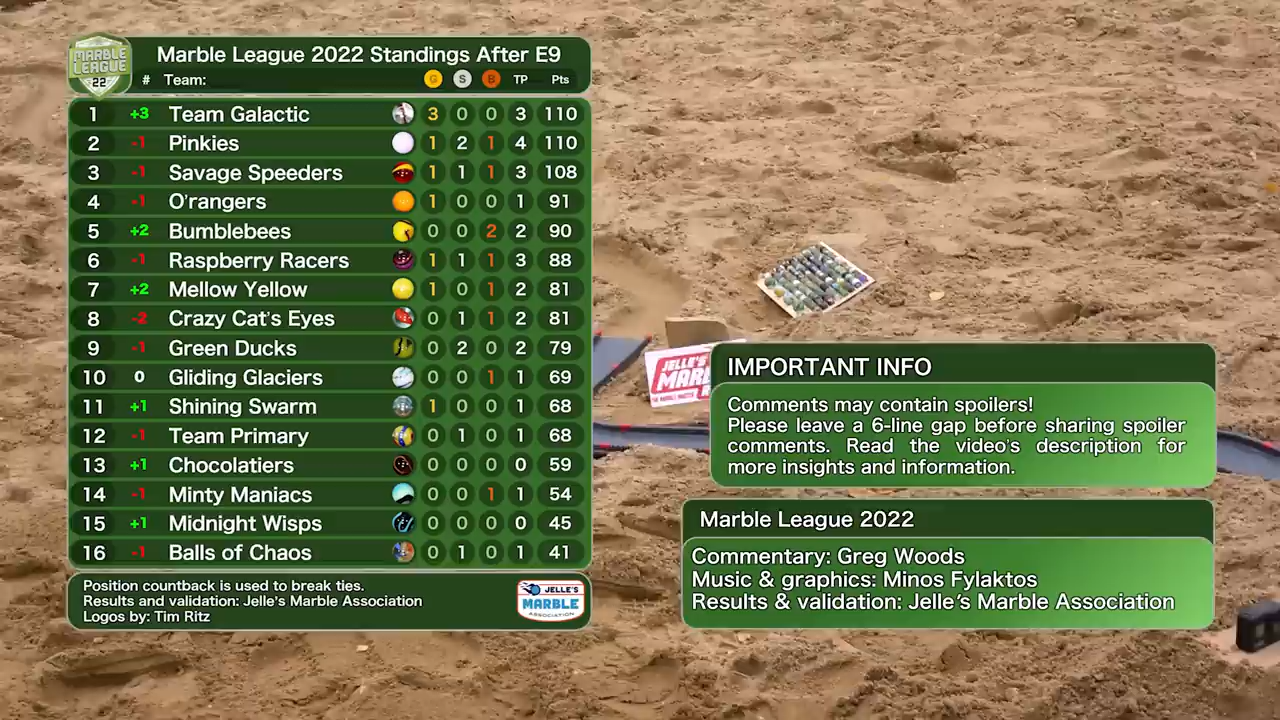 MARBLE
LEAGUE
22
Marble League 2022 Standings After E9
# Team: G S B TP Pts
1 +3 Team Galactic 3 0 0 3 110
2 -1 Pinkies 1 2 1 4 110
3 -1 Savage Speeders 1 1 1 3 108
4 -1 O'rangers 1 0 0 1 91
5 +2 Bumblebees 0 0 2 2 90
6 -1 Raspberry Racers 1 1 1 3 88
7 +2 Mellow Yellow 1 0 1 2 81
8 -2 Crazy Cat's Eyes 0 1 1 2 81
9 -1 Green Ducks 0 2 0 2 79
10 0 Gliding Glaciers 0 0 1 1 69
11 +1 Shining Swarm 1 0 0 1 68
12 -1 Team Primary 0 1 0 1 68
13 +1 Chocolatiers 0 0 0 0 59
14 -1 Minty Maniacs 0 0 1 1 54
15 +1 Midnight Wisps 0 0 0 0 45
16 -1 Balls of Chaos 0 1 0 1 41
Position countback is used to break ties.
Results and validation: Jelle's Marble Association
Logos by: Tim Ritz
JELLE'S
MARBLE
ASSOCIATION
JELLE'S
IMPORTANT INFO
Comments may contain spoilers!
Please leave a 6-line gap before sharing spoiler
comments. Read the video's description for
more insights and information.
Marble League 2022
Commentary: Greg Woods
Music & graphics: Minos Fylaktos
Results & validation: Jelle's Marble Association